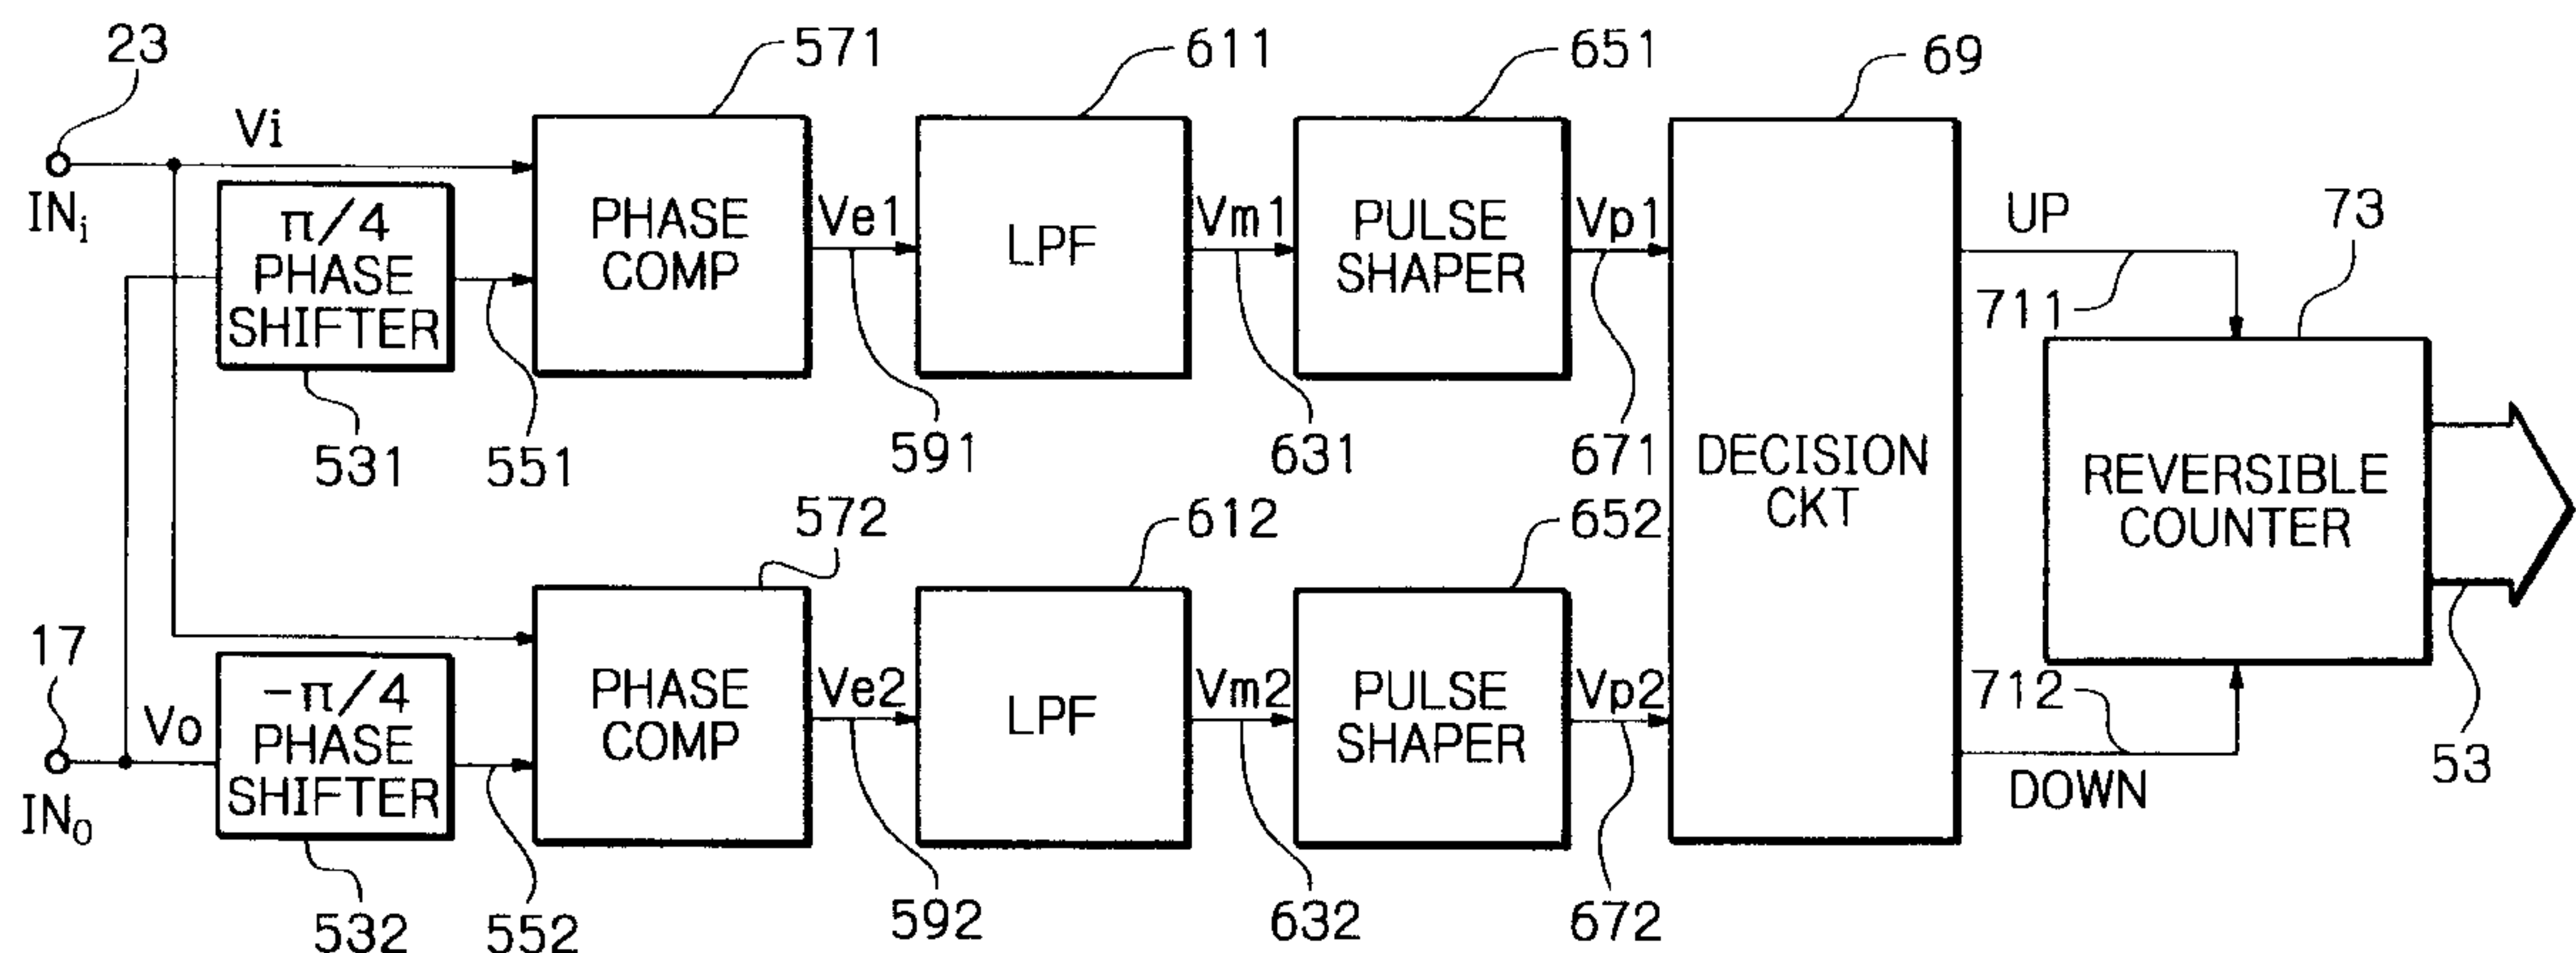 23
571
611
651
69
Vi
IN_i
π/4
PHASE
SHIFTER
531
551
PHASE
COMP
Ve1
591
LPF
Vm1
631
PULSE
SHAPER
Vp1
671
DECISION
CKT
UP
711
73
REVERSIBLE
COUNTER
53
572
612
652
17
Vo
IN_o
-π/4
PHASE
SHIFTER
532
552
PHASE
COMP
Ve2
592
LPF
Vm2
632
PULSE
SHAPER
Vp2
672
712
DOWN